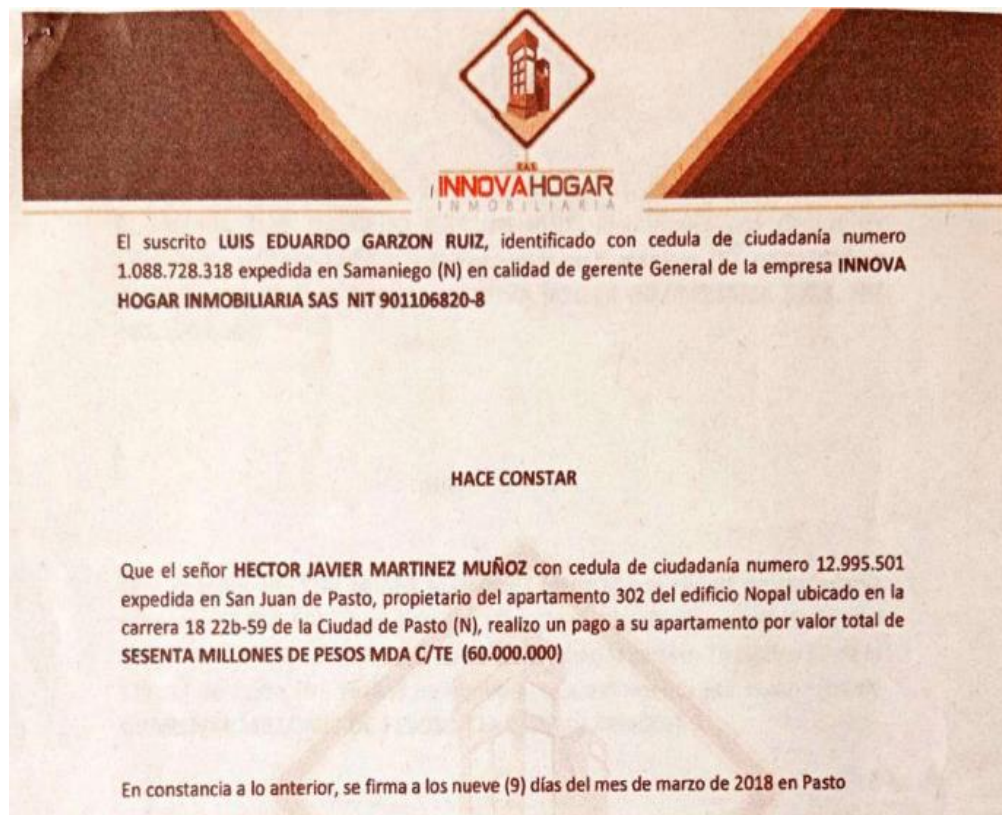 S.A.S
INNOVAHOGAR
INMOBILIARIA
El suscrito LUIS EDUARDO GARZON RUIZ, identificado con cedula de ciudadanía numero
1.088.728.318 expedida en Samaniego (N) en calidad de gerente General de la empresa INNOVA
HOGAR INMOBILIARIA SAS NIT 901106820-8
HACE CONSTAR
Que el señor HECTOR JAVIER MARTINEZ MUÑOZ con cedula de ciudadanía numero 12.995.501
expedida en San Juan de Pasto, propietario del apartamento 302 del edificio Nopal ubicado en la
carrera 18 22b-59 de la Ciudad de Pasto (N), realizo un pago a su apartamento por valor total de
SESENTA MILLONES DE PESOS MDA C/TE (60.000.000)
En constancia a lo anterior, se firma a los nueve (9) días del mes de marzo de 2018 en Pasto